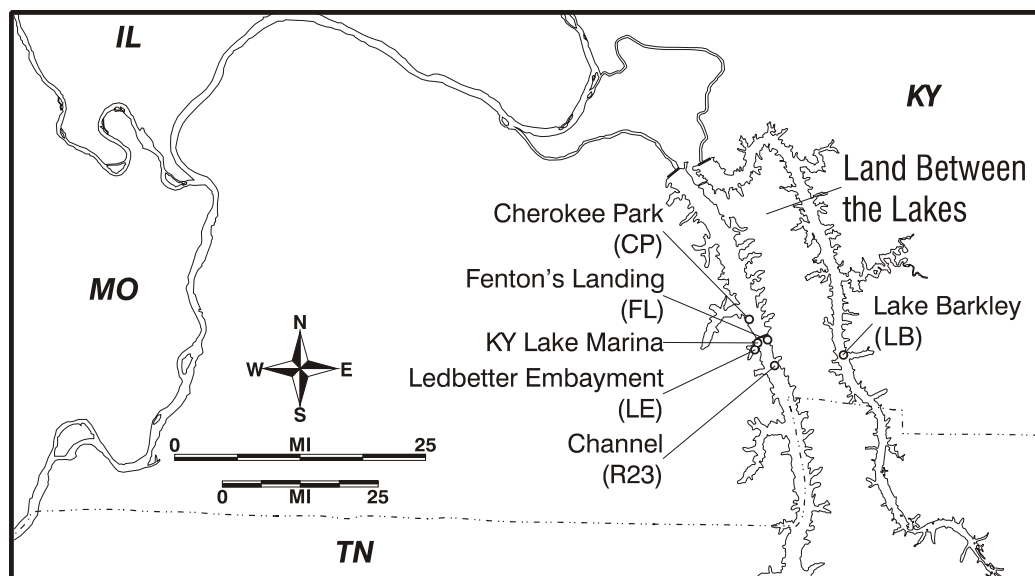 IL
KY
Land Between
the Lakes
Cherokee Park
(CP)
Fenton's Landing
(FL)
MO
KY Lake Marina
Lake Barkley
(LB)
Ledbetter Embayment
(LE)
Channel
(R23)
N
W E
S
0 MI 25
0 MI 25
TN